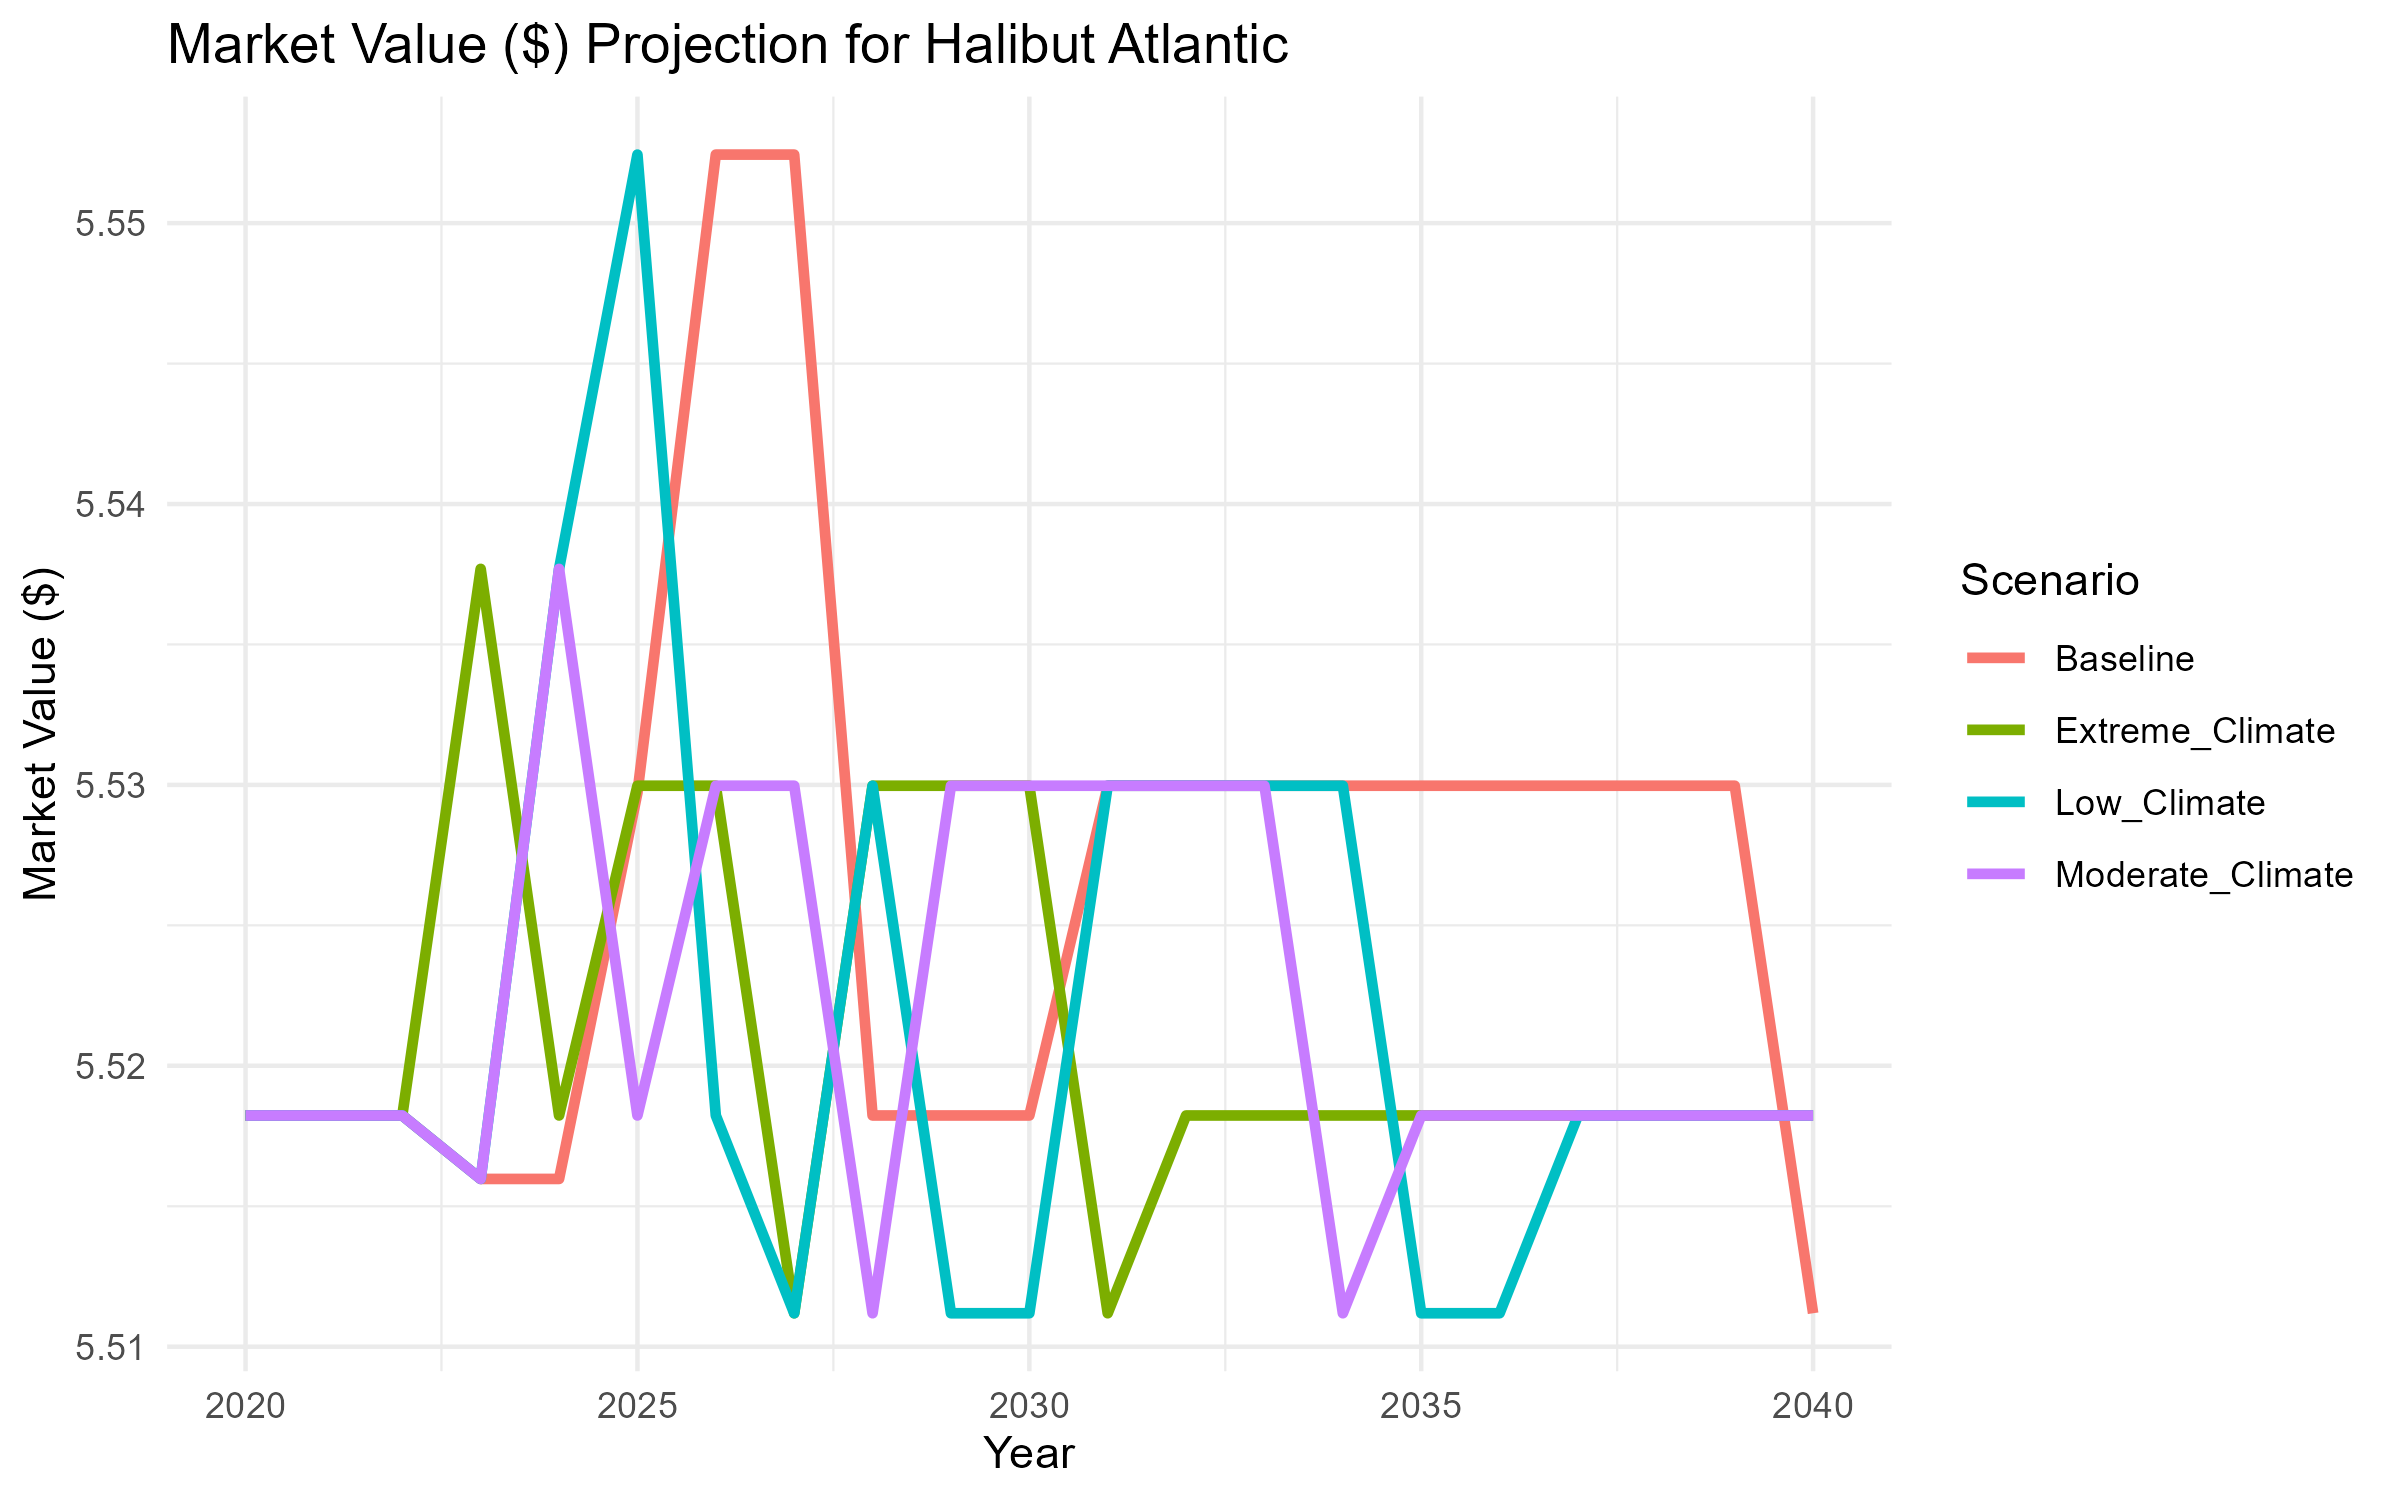 Market Value ($) Projection for Halibut Atlantic
Market Value ($)
5.55
5.54
5.53
5.52
5.51
2020 2025 2030 2035 2040
Year
Scenario
Baseline
Extreme_Climate
Low_Climate
Moderate_Climate